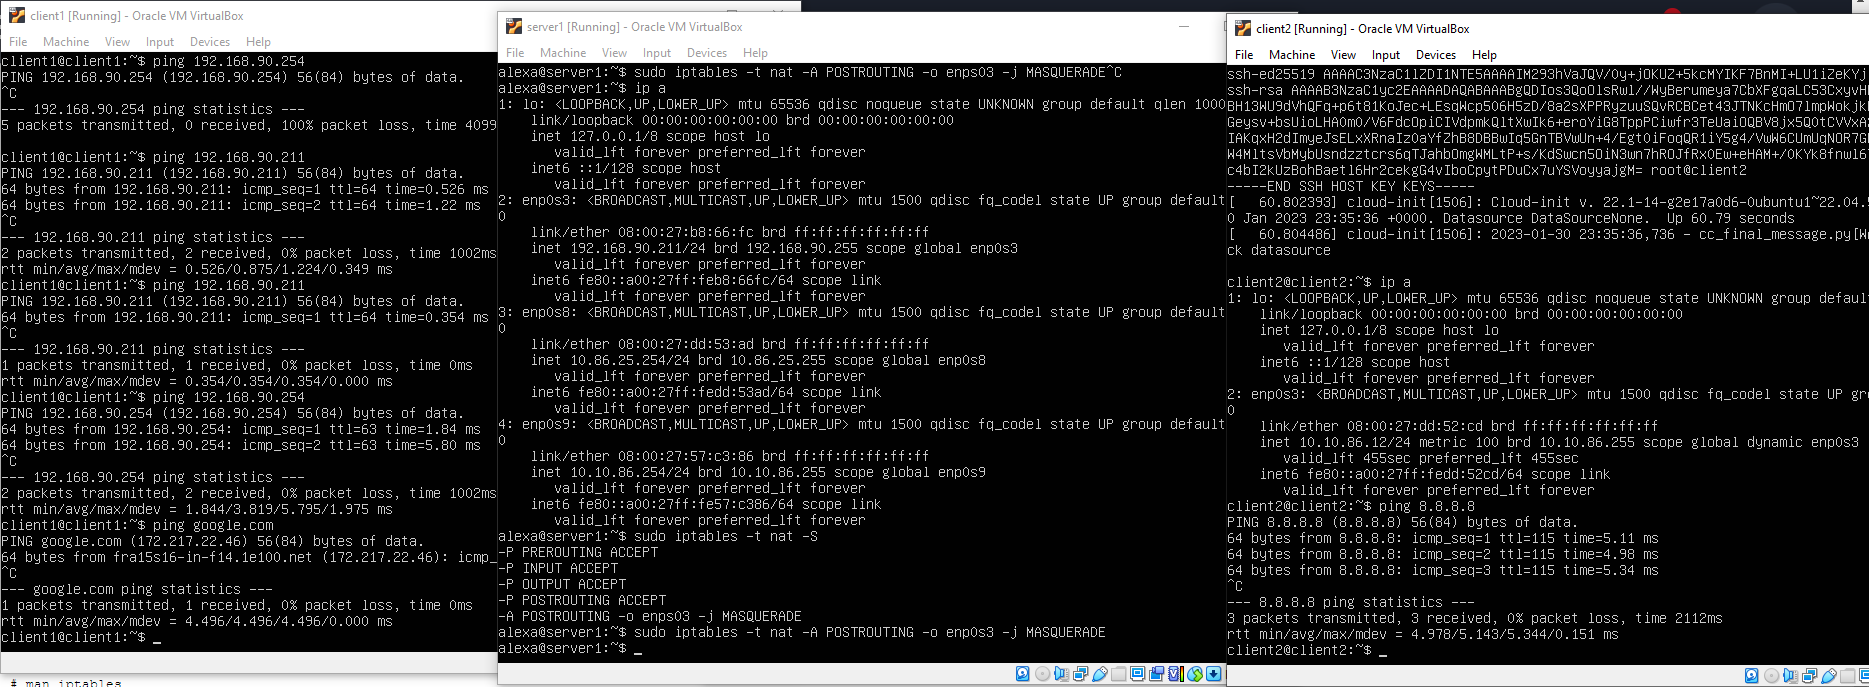 client1 [Running] - Oracle VM VirtualBox
File Machine View Input Devices Help
client1@client1:~$ ping 192.168.90.254
PING 192.168.90.254 (192.168.90.254) 56(84) bytes of data.
^C
--- 192.168.90.254 ping statistics ---
5 packets transmitted, 0 received, 100% packet loss, time 4099
client1@client1:~$ ping 192.168.90.211
PING 192.168.90.211 (192.168.90.211) 56(84) bytes of data.
64 bytes from 192.168.90.211: icmp_seq=1 ttl=64 time=0.526 ms
64 bytes from 192.168.90.211: icmp_seq=2 ttl=64 time=1.22 ms
^C
--- 192.168.90.211 ping statistics ---
2 packets transmitted, 2 received, 0% packet loss, time 1002ms
rtt min/avg/max/mdev = 0.526/0.875/1.224/0.349 ms
client1@client1:~$ ping 192.168.90.211
PING 192.168.90.211 (192.168.90.211) 56(84) bytes of data.
64 bytes from 192.168.90.211: icmp_seq=1 ttl=64 time=0.354 ms
^C
--- 192.168.90.211 ping statistics ---
1 packets transmitted, 1 received, 0% packet loss, time 0ms
rtt min/avg/max/mdev = 0.354/0.354/0.354/0.000 ms
client1@client1:~$ ping 192.168.90.254
PING 192.168.90.254 (192.168.90.254) 56(84) bytes of data.
64 bytes from 192.168.90.254: icmp_seq=1 ttl=63 time=1.84 ms
64 bytes from 192.168.90.254: icmp_seq=2 ttl=63 time=5.80 ms
^C
--- 192.168.90.254 ping statistics ---
2 packets transmitted, 2 received, 0% packet loss, time 1002ms
rtt min/avg/max/mdev = 1.844/3.819/5.795/1.975 ms
client1@client1:~$ ping google.com
PING google.com (172.217.22.46) 56(84) bytes of data.
64 bytes from fra15s16-in-f14.1e100.net (172.217.22.46): icmp_
^C
--- google.com ping statistics ---
1 packets transmitted, 1 received, 0% packet loss, time 0ms
rtt min/avg/max/mdev = 4.496/4.496/4.496/0.000 ms
client1@client1:~$ _
# man iptables
server1 [Running] - Oracle VM VirtualBox
File Machine View Input Devices Help
alexa@server1:~$ sudo iptables -t nat -A POSTROUTING -o enps03 -j MASQUERADE^C
alexa@server1:~$ ip a
1: lo: <LOOPBACK,UP,LOWER_UP> mtu 65536 qdisc noqueue state UNKNOWN group default qlen 1000
link/loopback 00:00:00:00:00:00 brd 00:00:00:00:00:00
inet 127.0.0.1/8 scope host lo
valid_lft forever preferred_lft forever
inet6 ::1/128 scope host
valid_lft forever preferred_lft forever
2: enp0s3: <BROADCAST,MULTICAST,UP,LOWER_UP> mtu 1500 qdisc fq_codel state UP group default
0
link/ether 08:00:27:b8:66:fc brd ff:ff:ff:ff:ff:ff
inet 192.168.90.211/24 brd 192.168.90.255 scope global enp0s3
valid_lft forever preferred_lft forever
inet6 fe80::a00:27ff:feb8:66fc/64 scope link
valid_lft forever preferred_lft forever
3: enp0s8: <BROADCAST,MULTICAST,UP,LOWER_UP> mtu 1500 qdisc fq_codel state UP group default
0
link/ether 08:00:27:dd:53:ad brd ff:ff:ff:ff:ff:ff
inet 10.86.25.254/24 brd 10.86.25.255 scope global enp0s8
valid_lft forever preferred_lft forever
inet6 fe80::a00:27ff:fedd:53ad/64 scope link
valid_lft forever preferred_lft forever
4: enp0s9: <BROADCAST,MULTICAST,UP,LOWER_UP> mtu 1500 qdisc fq_codel state UP group default
0
link/ether 08:00:27:57:c3:86 brd ff:ff:ff:ff:ff:ff
inet 10.10.86.254/24 brd 10.10.86.255 scope global enp0s9
valid_lft forever preferred_lft forever
inet6 fe80::a00:27ff:fe57:c386/64 scope link
valid_lft forever preferred_lft forever
alexa@server1:~$ sudo iptables -t nat -S
-P PREROUTING ACCEPT
-P INPUT ACCEPT
-P OUTPUT ACCEPT
-P POSTROUTING ACCEPT
-A POSTROUTING -o enps03 -j MASQUERADE
alexa@server1:~$ sudo iptables -t nat -A POSTROUTING -o enp0s3 -j MASQUERADE
alexa@server1:~$ _
client2 [Running] - Oracle VM VirtualBox
File Machine View Input Devices Help
ssh-ed25519
ssh-rsa
root@client2
-----END SSH HOST KEY KEYS-----
[ 60.802393] cloud-init[1506]: Cloud-init v. 22.1-14-g2e17a0d6-0ubuntu1~22.04.5
0 Jan 2023 23:35:36 +0000. Datasource DataSourceNone. Up 60.79 seconds
[ 60.804486] cloud-init[1506]: 2023-01-30 23:35:36,736 - cc_final_message.py[W
ck datasource
client2@client2:~$ ip a
1: lo: <LOOPBACK,UP,LOWER_UP> mtu 65536 qdisc noqueue state UNKNOWN group defaul
link/loopback 00:00:00:00:00:00 brd 00:00:00:00:00:00
inet 127.0.0.1/8 scope host lo
valid_lft forever preferred_lft forever
inet6 ::1/128 scope host
valid_lft forever preferred_lft forever
2: enp0s3: <BROADCAST,MULTICAST,UP,LOWER_UP> mtu 1500 qdisc fq_codel state UP gro
0
link/ether 08:00:27:dd:52:cd brd ff:ff:ff:ff:ff:ff
inet 10.10.86.12/24 metric 100 brd 10.10.86.255 scope global dynamic enp0s3
valid_lft 455sec preferred_lft 455sec
inet6 fe80::a00:27ff:fedd:52cd/64 scope link
valid_lft forever preferred_lft forever
client2@client2:~$ ping 8.8.8.8
PING 8.8.8.8 (8.8.8.8) 56(84) bytes of data.
64 bytes from 8.8.8.8: icmp_seq=1 ttl=115 time=5.11 ms
64 bytes from 8.8.8.8: icmp_seq=2 ttl=115 time=4.98 ms
64 bytes from 8.8.8.8: icmp_seq=3 ttl=115 time=5.34 ms
^C
--- 8.8.8.8 ping statistics ---
3 packets transmitted, 3 received, 0% packet loss, time 2112ms
rtt min/avg/max/mdev = 4.978/5.143/5.344/0.151 ms
client2@client2:~$ _